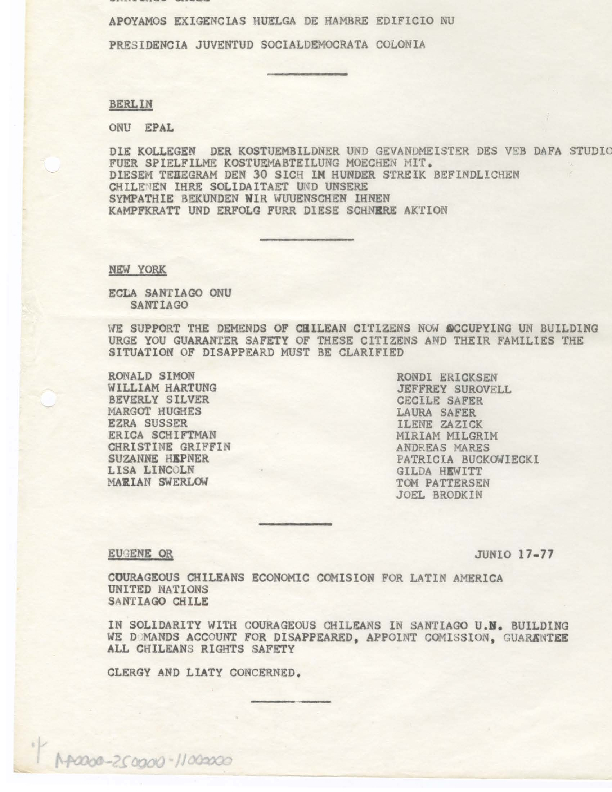 APOYAMOS EXIGENCIAS HUELGA DE HAMBRE EDIFICIO NU
PRESIDENCIA JUVENTUD SOCIALDEMOCRATA COLONIA
BERLIN
ONU EPAL
DIE KOLLEGEN DER KOSTUEMBILDNER UND GEVANDMEISTER DES VEB DAFA STUDIO
FUER SPIELFILME KOSTUEMABTEILUNG MOECHEN MIT.
DIESEM TEEEGRAM DEN 30 SICH IM HUNDER STREIK BEFINDLICHEN
CHILENEN IHRE SOLIDAITAET UND UNSERE
SYMPATHIE BEKUNDEN WIR WUUENSCHEN IHNEN
KAMPFKRATT UND ERFOLG FURR DIESE SCHNERE AKTION
NEW YORK
ECLA SANTIAGO ONU
SANTIAGO
WE SUPPORT THE DEMENDS OF CHILEAN CITIZENS NOW OCCUPYING UN BUILDING
URGE YOU GUARANTER SAFETY OF THESE CITIZENS AND THEIR FAMILIES THE
SITUATION OF DISAPPEARD MUST BE CLARIFIED
RONALD SIMON
WILLIAM HARTUNG
BEVERLY SILVER
MARGOT HUGHES
EZRA SUSSER
ERICA SCHIFTMAN
CHRISTINE GRIFFIN
SUZANNE HEPNER
LISA LINCOLN
MARIAN SWERLOW
RONDI ERICKSEN
JEFFREY SUROVELL
CECILE SAFER
LAURA SAFER
ILENE ZAZICK
MIRIAM MILGRIM
ANDREAS MARES
PATRICIA BUCKOWIECKI
GILDA HEWITT
TOM PATTERSEN
JOEL BRODKIN
EUGENE OR JUNIO 17-77
COURAGEOUS CHILEANS ECONOMIC COMISION FOR LATIN AMERICA
UNITED NATIONS
SANTIAGO CHILE
IN SOLIDARITY WITH COURAGEOUS CHILEANS IN SANTIAGO U.N. BUILDING
WE DEMANDS ACCOUNT FOR DISAPPEARED, APPOINT COMISSION, GUARANTEE
ALL CHILEANS RIGHTS SAFETY
CLERGY AND LIATY CONCERNED.